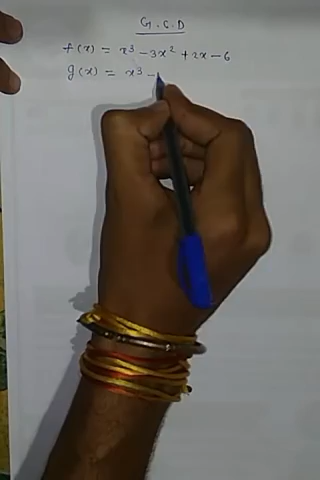 G.C.D
f(x) = x³ - 3x² + 2x - 6
g(x) = x³ -